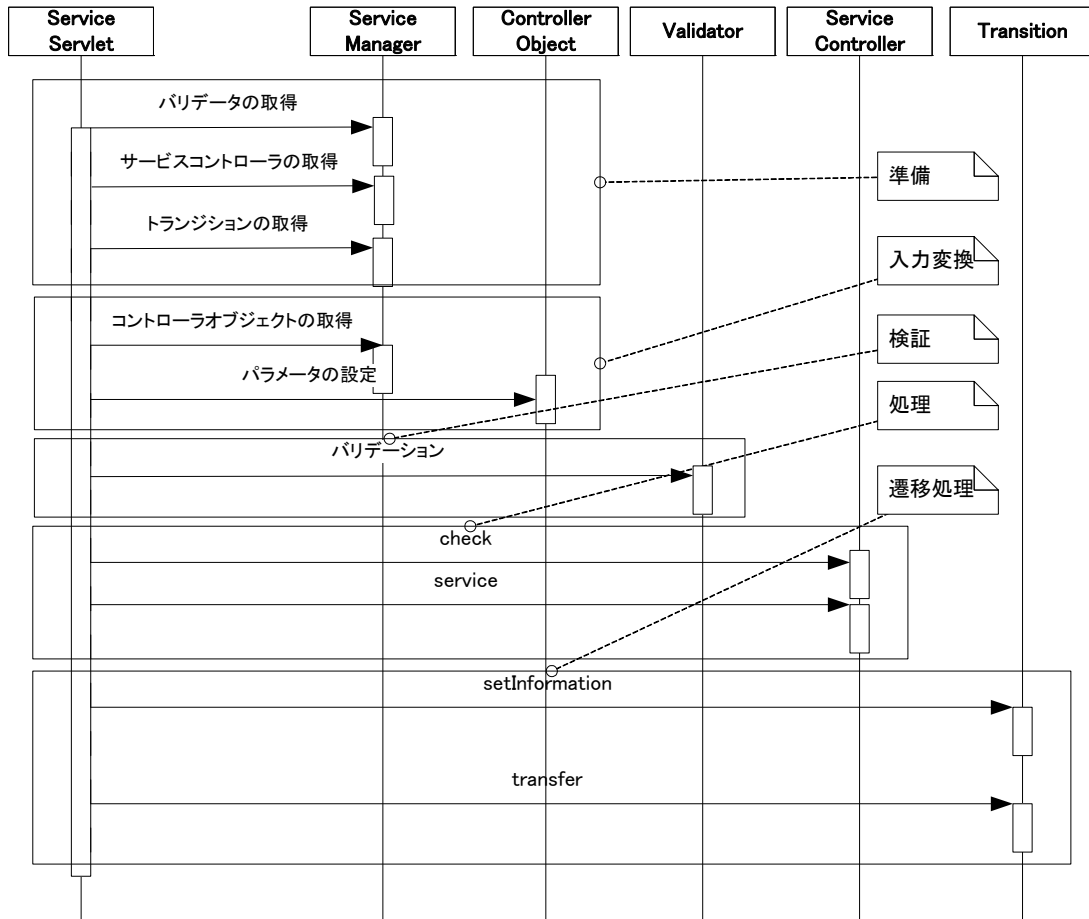 Service
Servlet
Service
Manager
Controller
Object
Validator
Service
Controller
Transition
バリデータの取得
サービスコントローラの取得
準備
トランジションの取得
入力変換
コントローラオブジェクトの取得
検証
パラメータの設定
処理
バリデーション
遷移処理
check
service
setInformation
transfer